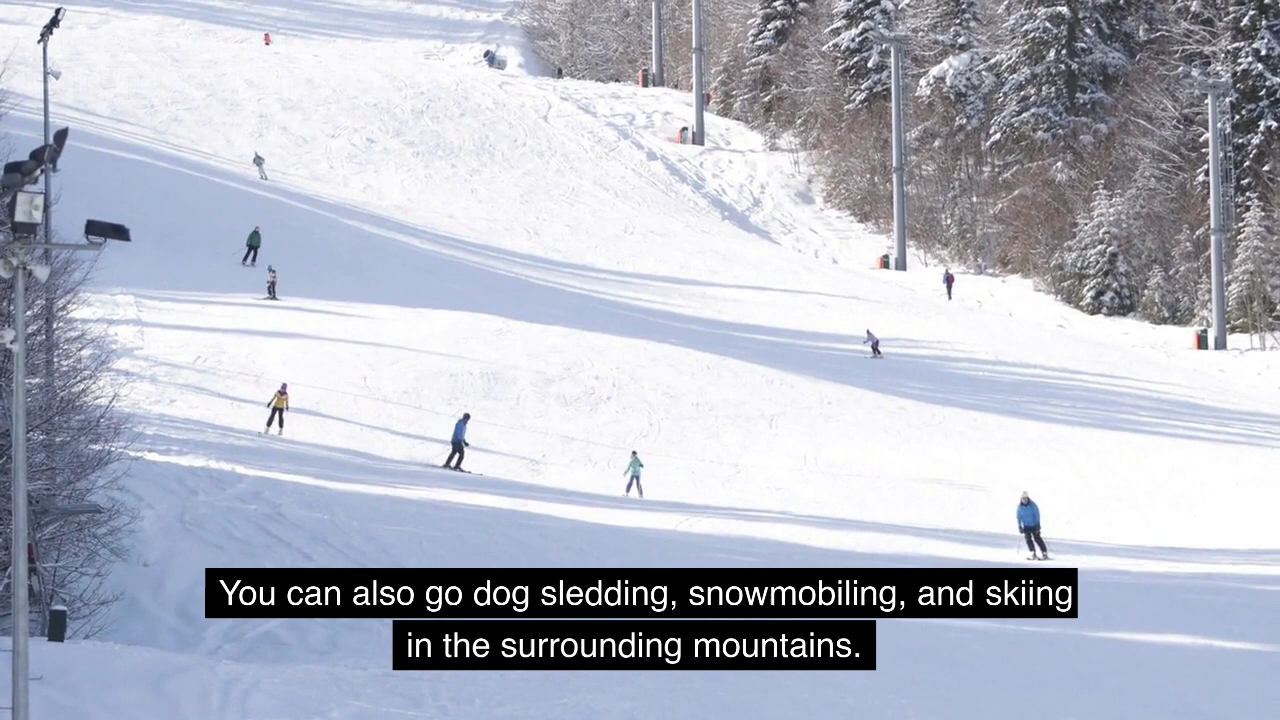 You can also go dog sledding, snowmobiling, and skiing
in the surrounding mountains.